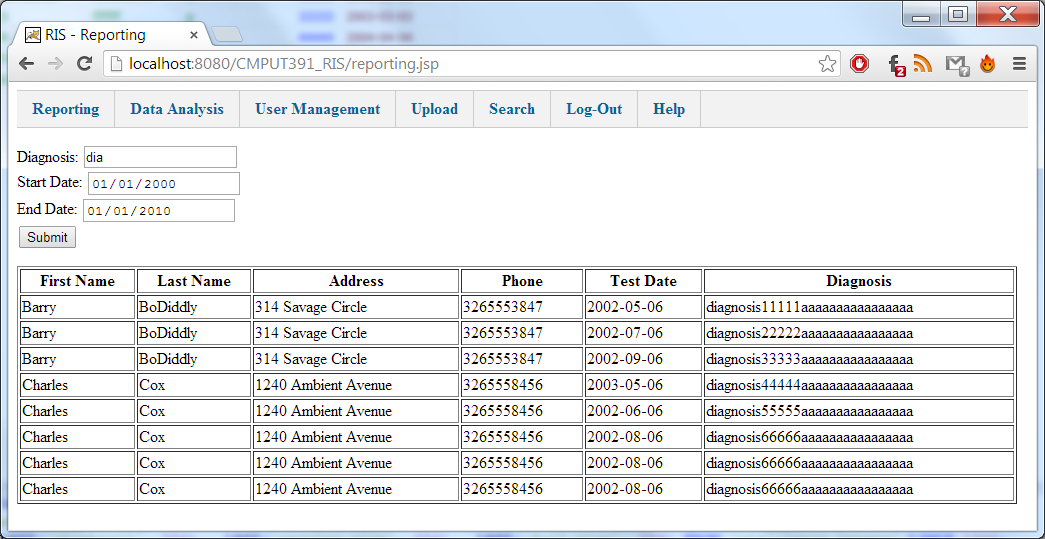 RIS - Reporting
localhost:8080/CMPUT391_RIS/reporting.jsp
2
?
Reporting Data Analysis User Management Upload Search Log-Out Help
Diagnosis: dia
Start Date: 01/01/2000
End Date: 01/01/2010
Submit
First Name Last Name Address Phone Test Date Diagnosis
Barry BoDiddly 314 Savage Circle 3265553847 2002-05-06 diagnosis11111aaaaaaaaaaaaaaaa
Barry BoDiddly 314 Savage Circle 3265553847 2002-07-06 diagnosis22222aaaaaaaaaaaaaaaa
Barry BoDiddly 314 Savage Circle 3265553847 2002-09-06 diagnosis33333aaaaaaaaaaaaaaaa
Charles Cox 1240 Ambient Avenue 3265558456 2003-05-06 diagnosis44444aaaaaaaaaaaaaaaa
Charles Cox 1240 Ambient Avenue 3265558456 2002-06-06 diagnosis55555aaaaaaaaaaaaaaaa
Charles Cox 1240 Ambient Avenue 3265558456 2002-08-06 diagnosis66666aaaaaaaaaaaaaaaa
Charles Cox 1240 Ambient Avenue 3265558456 2002-08-06 diagnosis66666aaaaaaaaaaaaaaaa
Charles Cox 1240 Ambient Avenue 3265558456 2002-08-06 diagnosis66666aaaaaaaaaaaaaaaa